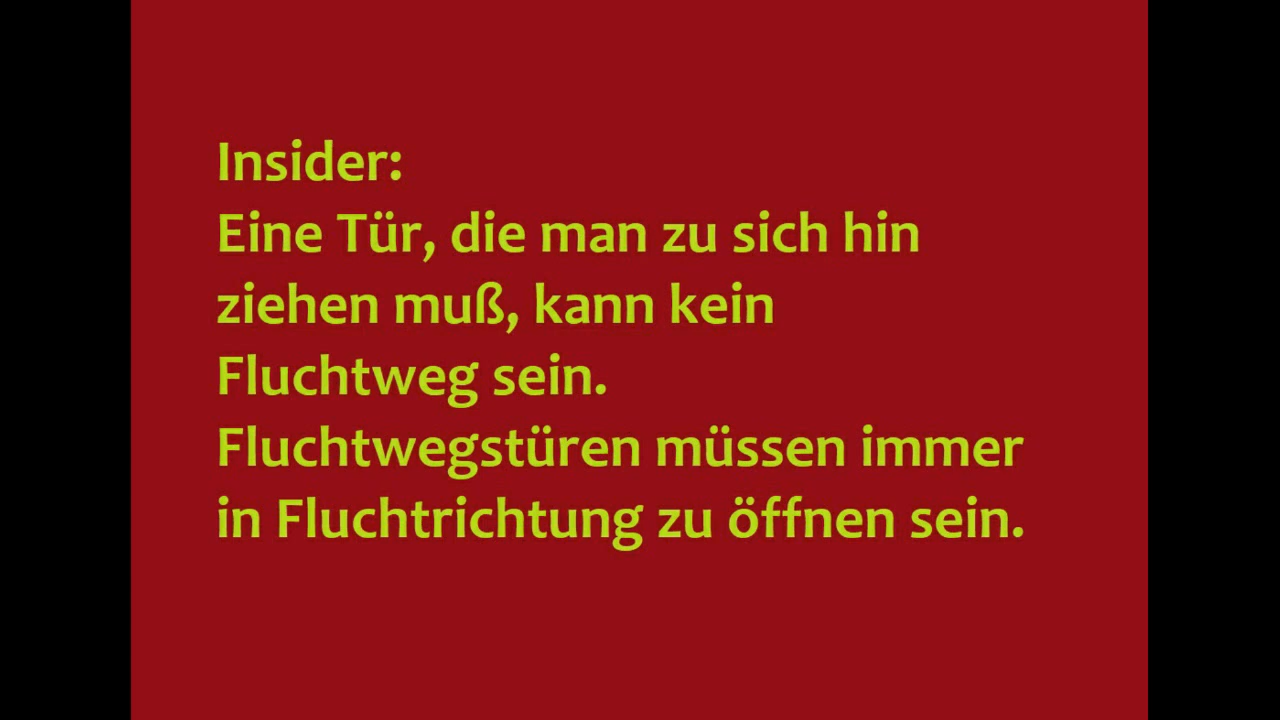 Insider:
Eine Tür, die man zu sich hin
ziehen muß, kann kein
Fluchtweg sein.
Fluchtwegstüren müssen immer
in Fluchtrichtung zu öffnen sein.